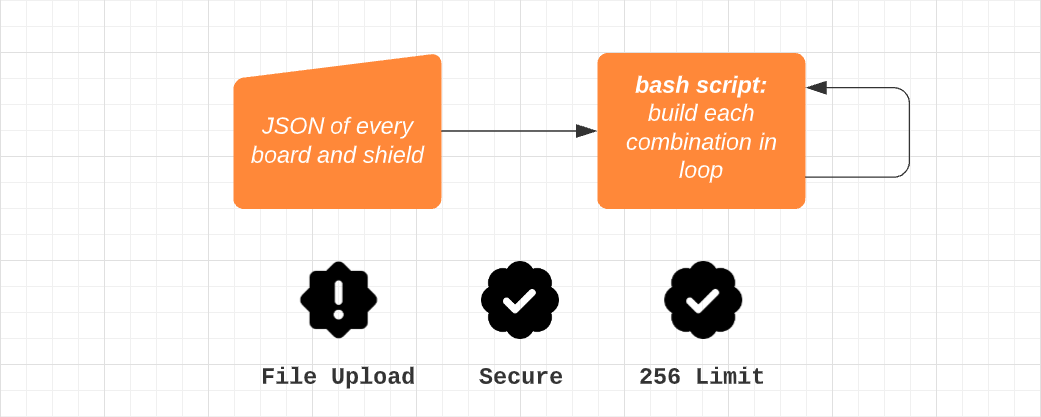 JSON of every
board and shield
bash script:
build each
combination in
loop
File Upload
Secure
256 Limit